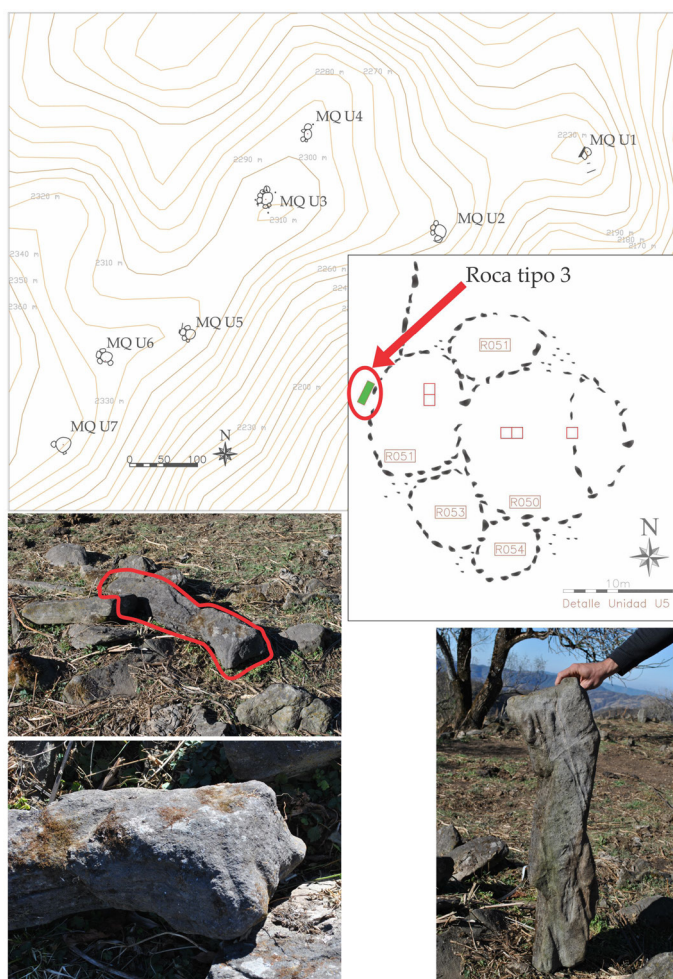 2280 m
2270 m
MQ U4
2230 m
MQ U1
2290 m
2300 m
2320 m
MQ U3
2310 m
MQ U2
2190 m
2180 m
2170 m
2340 m
2350 m
2360 m
2310 m
2260 m
Roca tipo 3
MQ U5
MQ U6
R051
2200 m
2330 m
2230 m
MQ U7
N
0 50 100
R051
R050
R053
R054
N
10m
Detalle Unidad U5